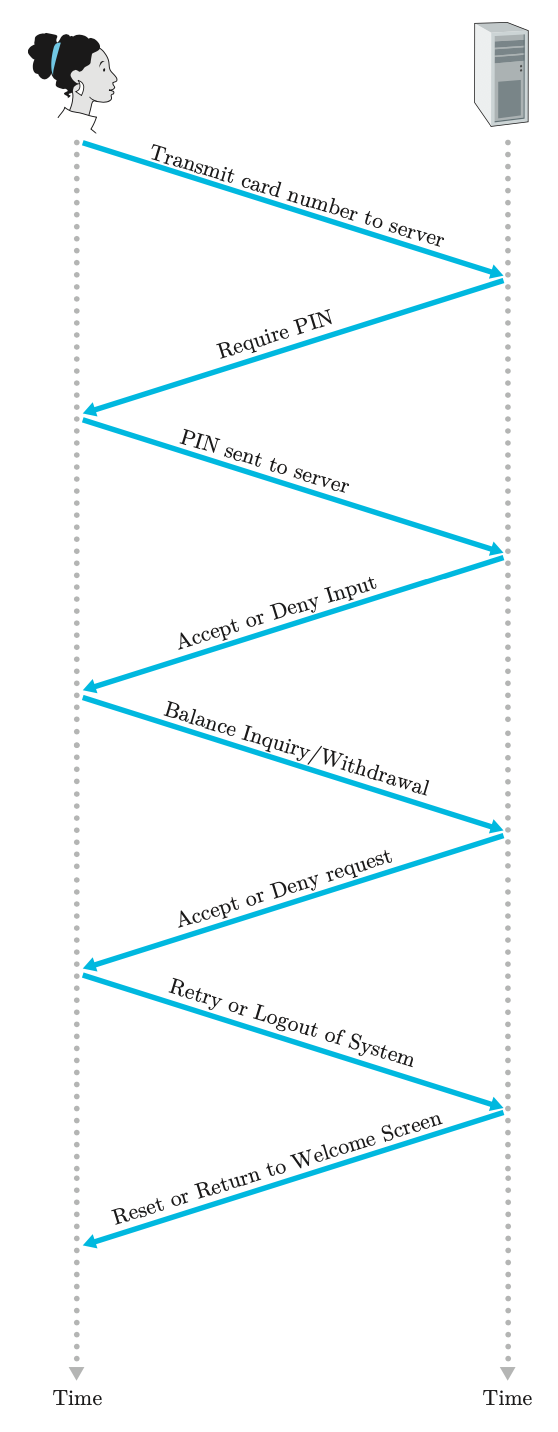 Transmit card number to server
Require PIN
PIN sent to server
Accept or Deny Input
Balance Inquiry/Withdrawal
Accept or Deny request
Retry or Logout of System
Reset or Return to Welcome Screen
Time
Time